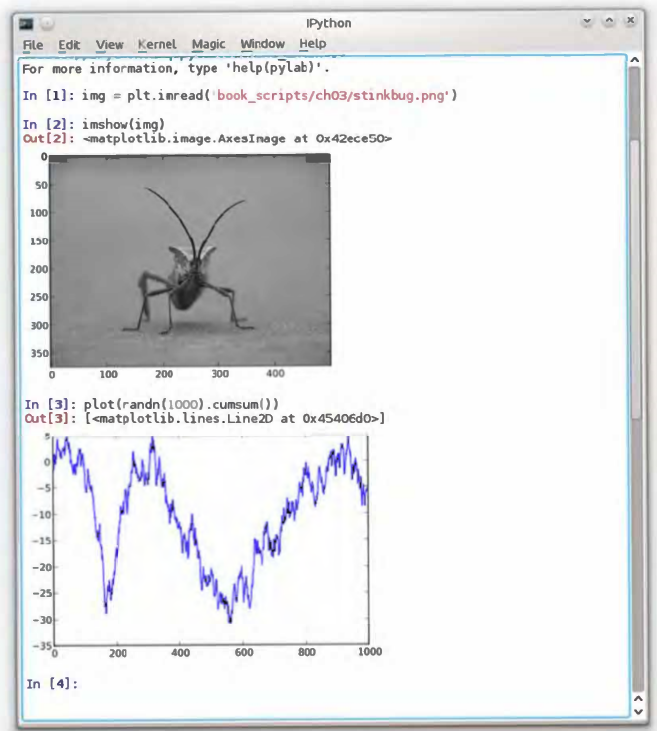 IPython
File Edit View Kernel Magic Window Help
For more information, type 'help(pylab)'.
In [1]: img = plt.imread('book_scripts/ch03/stinkbug.png')
In [2]: imshow(img)
Out[2]: <matplotlib.image.AxesImage at 0x42ece50>
0
50
100
150
200
250
300
350
0 100 200 300 400
In [3]: plot(randn(1000).cumsum())
Out[3]: [<matplotlib.lines.Line2D at 0x45406d0>]
5
0
-5
-10
-15
-20
-25
-30
-35
0 200 400 600 800 1000
In [4]: